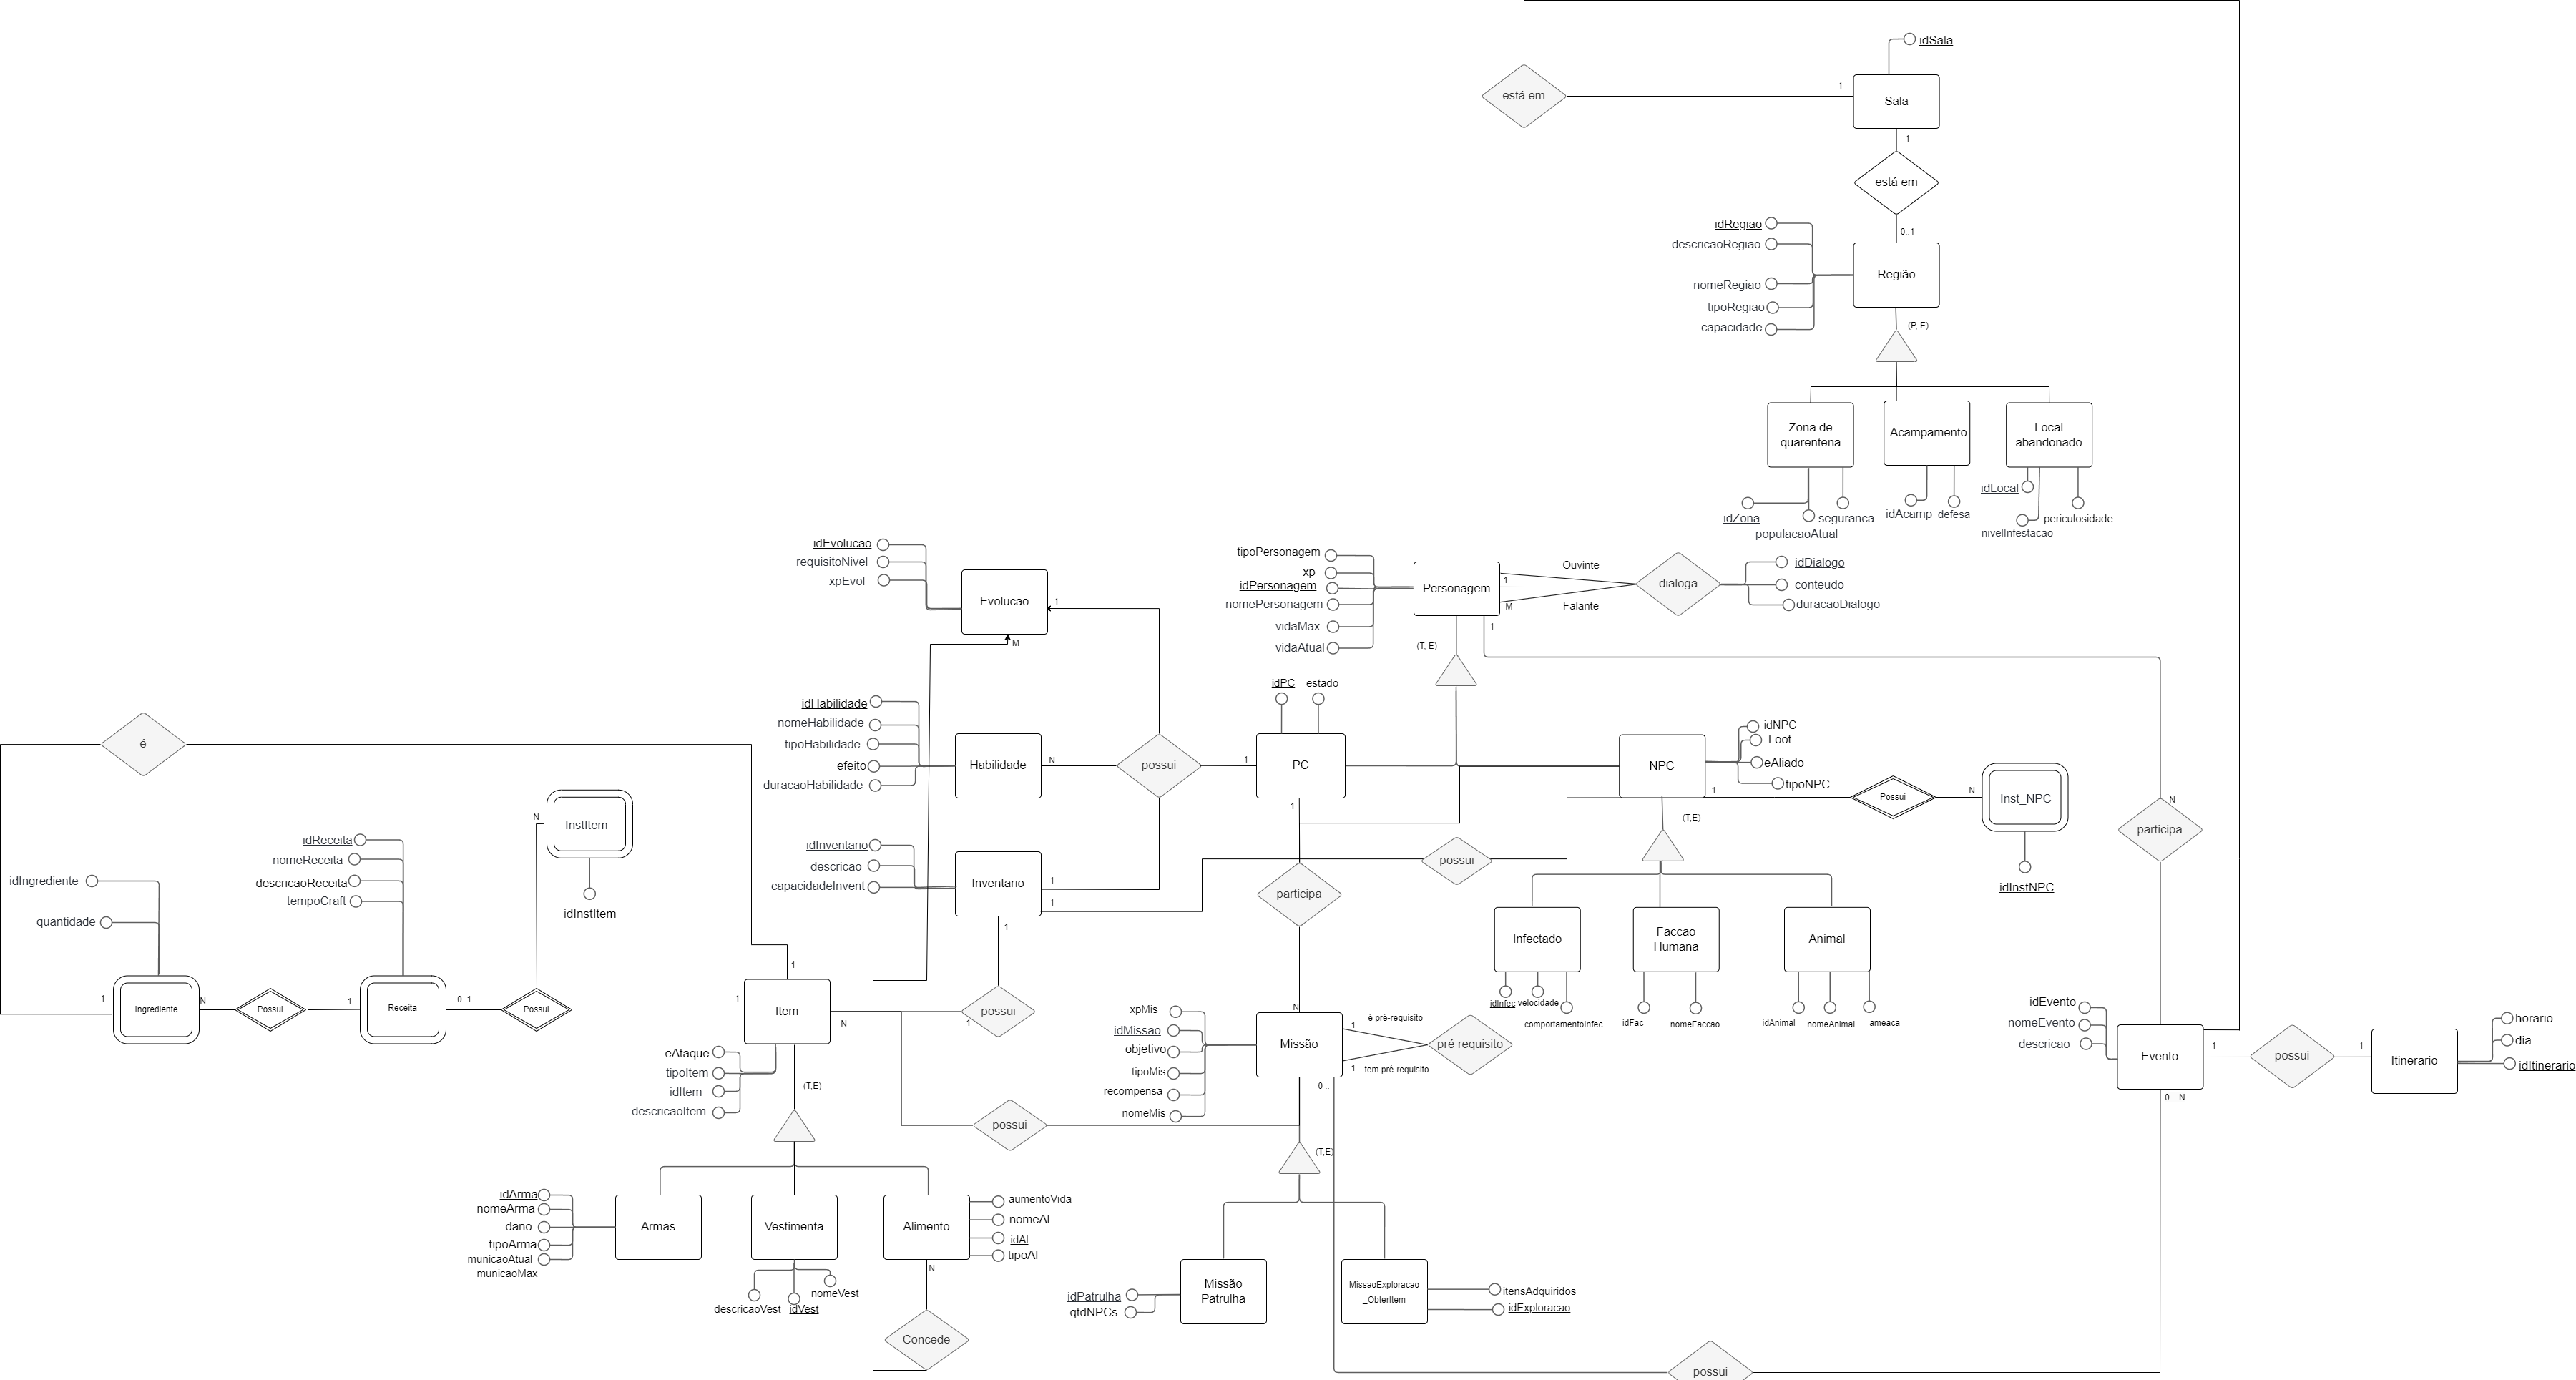 idSala
está em
1
Sala
1
está em
0..1
idRegiao
descricaoRegiao
nomeRegiao
tipoRegiao
capacidade
Região
(P, E)
Zona de
quarentena
Acampamento
Local
abandonado
idZona
populacaoAtual
seguranca
idAcamp
defesa
idLocal
nivelInfestacao
periculosidade
idEvolucao
requisitoNivel
xpEvol
Evolucao
1
M
tipoPersonagem
xp
idPersonagem
nomePersonagem
vidaMax
vidaAtual
Personagem
1
M
1
Ouvinte
Falante
dialoga
idDialogo
conteudo
duracaoDialogo
(T, E)
idPC
estado
idHabilidade
nomeHabilidade
tipoHabilidade
efeito
duracaoHabilidade
Habilidade
N
possui
1
PC
1
NPC
idNPC
Loot
eAliado
tipoNPC
1
Possui
N
Inst_NPC
idInstNPC
(T,E)
N
participa
é
InstItem
N
idInstItem
idReceita
nomeReceita
descricaoReceita
tempoCraft
idIngrediente
quantidade
idInventario
descricao
capacidadeInvent
Inventario
1
1
1
possui
participa
Infectado
Faccao
Humana
Animal
idInfec
velocidade
comportamentoInfec
idFac
nomeFaccao
idAnimal
nomeAnimal
ameaca
1
Ingrediente
N
Possui
1
Receita
0..1
Possui
1
1
Item
N
possui
1
eAtaque
tipoItem
idItem
descricaoItem
(T,E)
N
xpMis
idMissao
objetivo
tipoMis
recompensa
nomeMis
Missão
1
é pré-requisito
1
tem pré-requisito
pré requisito
0 ..
possui
(T,E)
idEvento
nomeEvento
descricao
Evento
1
possui
1
Itinerario
horario
dia
idItinerario
0... N
idArma
nomeArma
dano
tipoArma
municaoAtual
municaoMax
Armas
Vestimenta
descricaoVest
idVest
nomeVest
Alimento
aumentoVida
nomeAl
idAl
tipoAl
N
Concede
idPatrulha
qtdNPCs
Missão
Patrulha
MissaoExploracao
_ObterItem
itensAdquiridos
idExploracao
possui